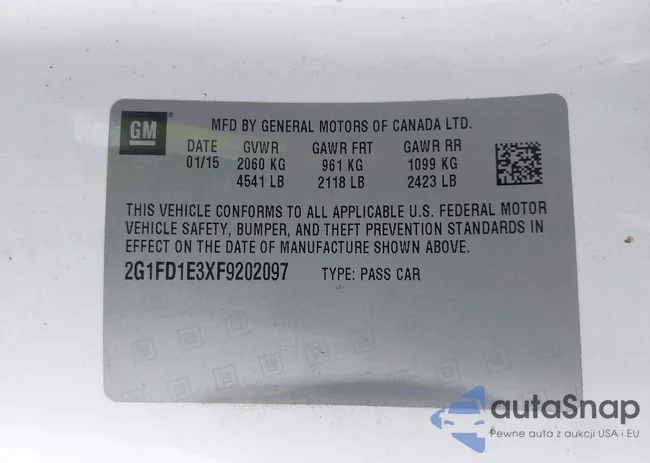 GM
MFD BY GENERAL MOTORS OF CANADA LTD.
DATE GVWR GAWR FRT GAWR RR
01/15 2060 KG 961 KG 1099 KG
4541 LB 2118 LB 2423 LB
THIS VEHICLE CONFORMS TO ALL APPLICABLE U.S. FEDERAL MOTOR
VEHICLE SAFETY, BUMPER, AND THEFT PREVENTION STANDARDS IN
EFFECT ON THE DATE OF MANUFACTURE SHOWN ABOVE.
2G1FD1E3XF9202097 TYPE: PASS CAR
autaSnap
Pewne auta z aukcji USA i EU